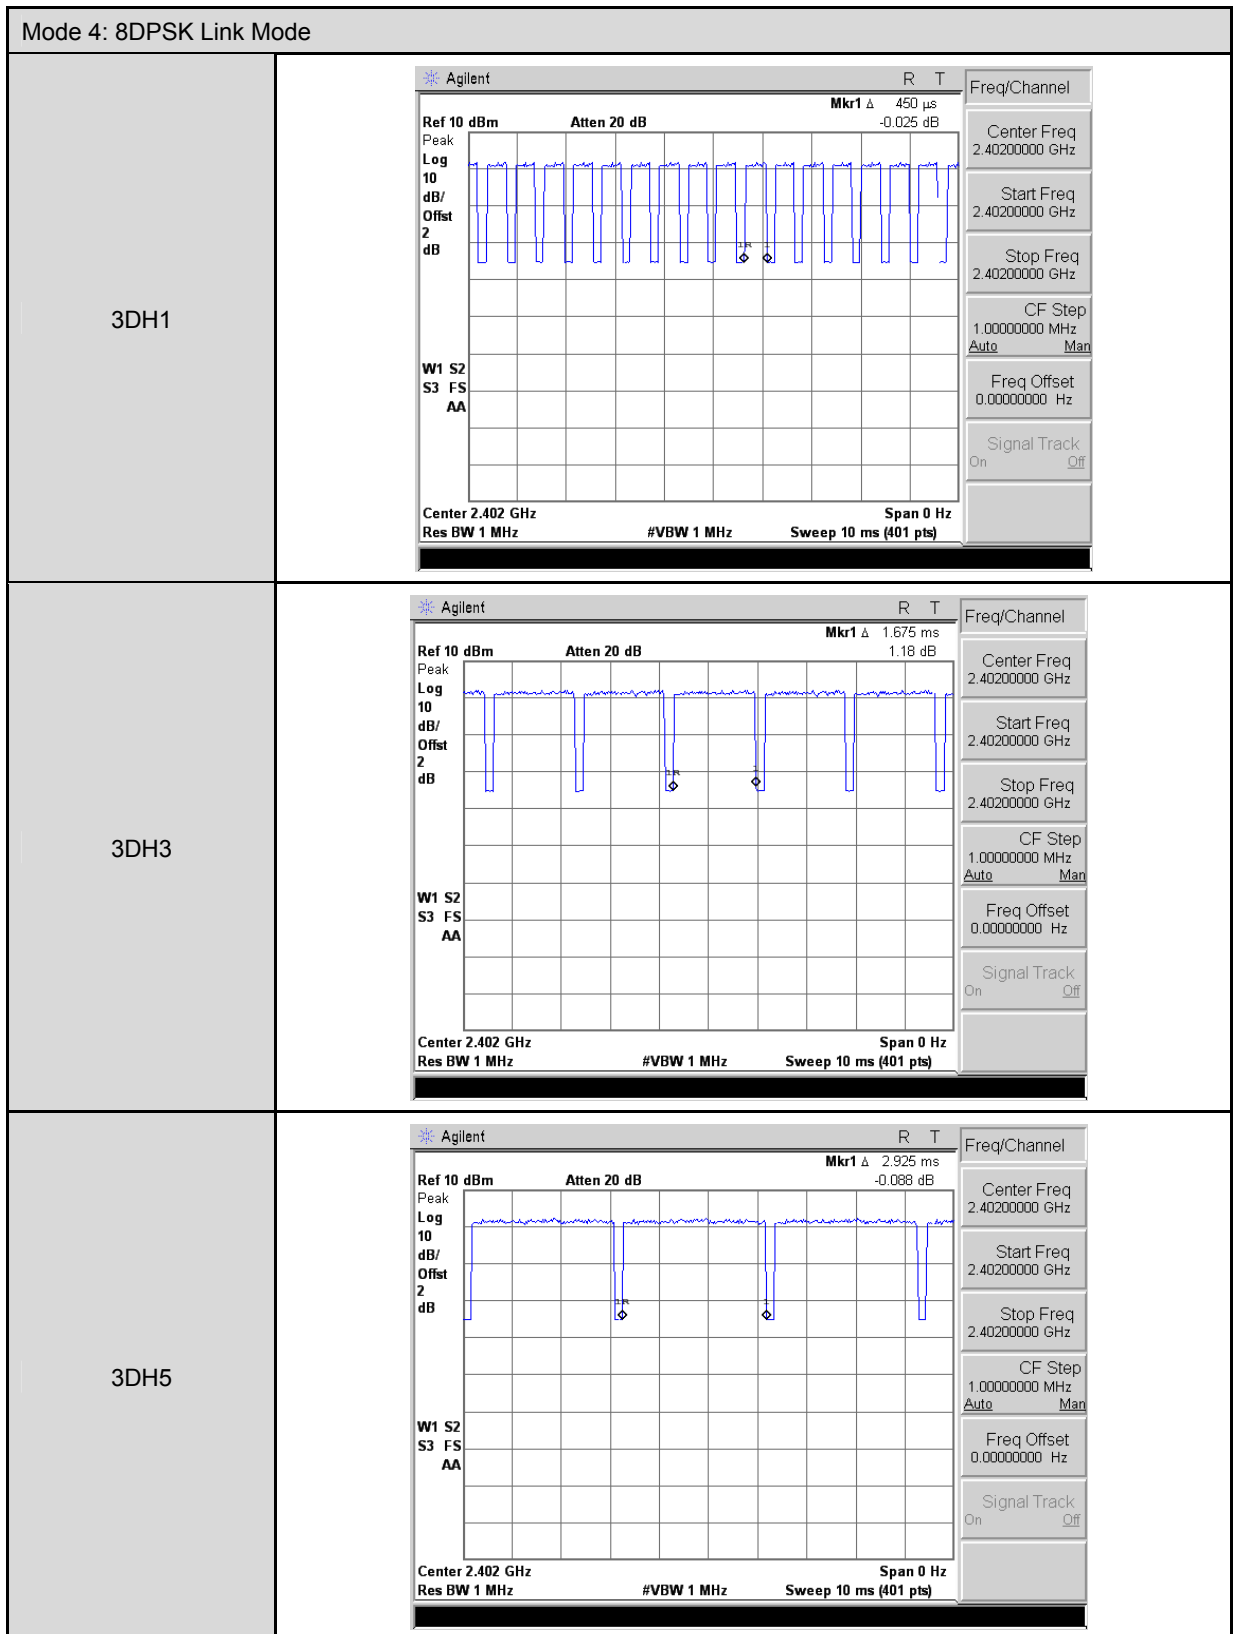 Mode 4: 8DPSK Link Mode
3DH1
Agilent R T
Mkr1 Δ 450 µs
Ref 10 dBm Atten 20 dB -0.025 dB
Peak
Log
10
dB/
Offst
2
dB
1R 1
W1 S2
S3 FS
AA
Center 2.402 GHz Span 0 Hz
Res BW 1 MHz #VBW 1 MHz Sweep 10 ms (401 pts)
Freq/Channel
Center Freq
2.40200000 GHz
Start Freq
2.40200000 GHz
Stop Freq
2.40200000 GHz
CF Step
1.00000000 MHz
Auto Man
Freq Offset
0.00000000 Hz
Signal Track
On Off
3DH3
Agilent R T
Mkr1 Δ 1.675 ms
Ref 10 dBm Atten 20 dB 1.18 dB
Peak
Log
10
dB/
Offst
2
dB
1R 1
W1 S2
S3 FS
AA
Center 2.402 GHz Span 0 Hz
Res BW 1 MHz #VBW 1 MHz Sweep 10 ms (401 pts)
Freq/Channel
Center Freq
2.40200000 GHz
Start Freq
2.40200000 GHz
Stop Freq
2.40200000 GHz
CF Step
1.00000000 MHz
Auto Man
Freq Offset
0.00000000 Hz
Signal Track
On Off
3DH5
Agilent R T
Mkr1 Δ 2.925 ms
Ref 10 dBm Atten 20 dB -0.088 dB
Peak
Log
10
dB/
Offst
2
dB
1R 1
W1 S2
S3 FS
AA
Center 2.402 GHz Span 0 Hz
Res BW 1 MHz #VBW 1 MHz Sweep 10 ms (401 pts)
Freq/Channel
Center Freq
2.40200000 GHz
Start Freq
2.40200000 GHz
Stop Freq
2.40200000 GHz
CF Step
1.00000000 MHz
Auto Man
Freq Offset
0.00000000 Hz
Signal Track
On Off